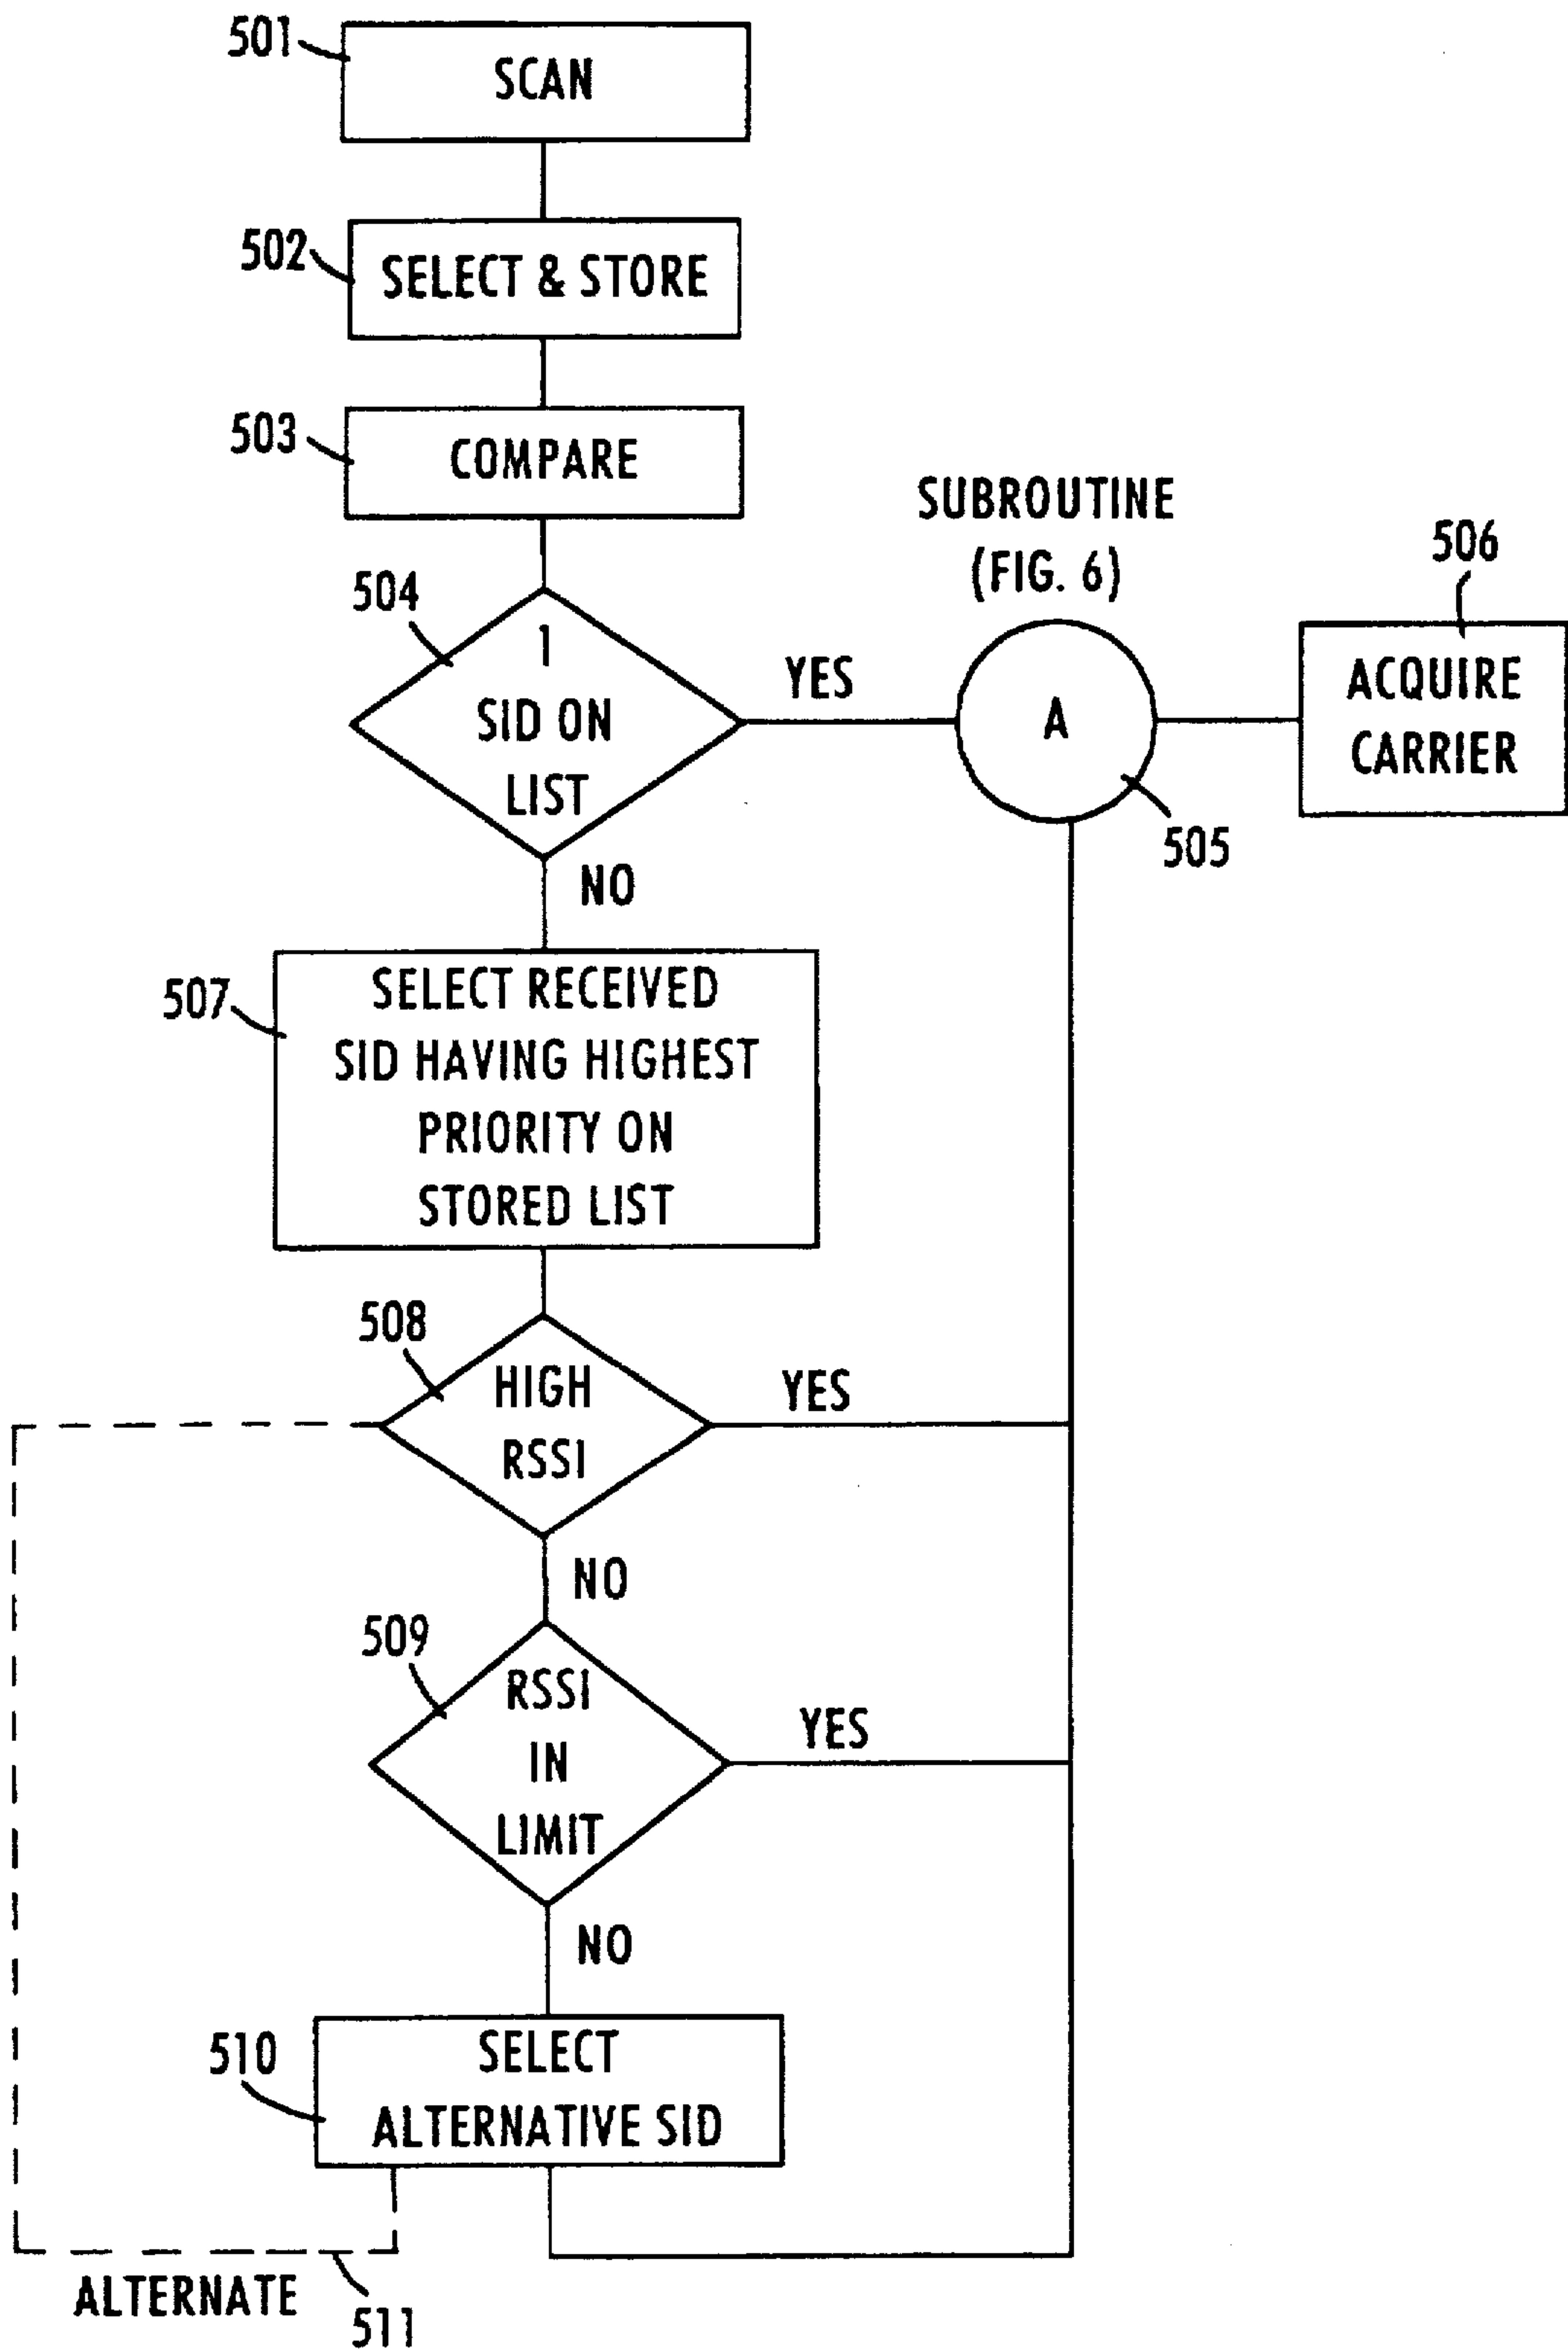 501
SCAN
502
SELECT & STORE
503
COMPARE
SUBROUTINE
(FIG. 6)
506
504
1
SID ON
LIST
YES
A
ACQUIRE
CARRIER
505
NO
507
SELECT RECEIVED
SID HAVING HIGHEST
PRIORITY ON
STORED LIST
508
HIGH
RSSI
YES
NO
509
RSSI
IN
LIMIT
YES
NO
510
SELECT
ALTERNATIVE SID
ALTERNATE
511